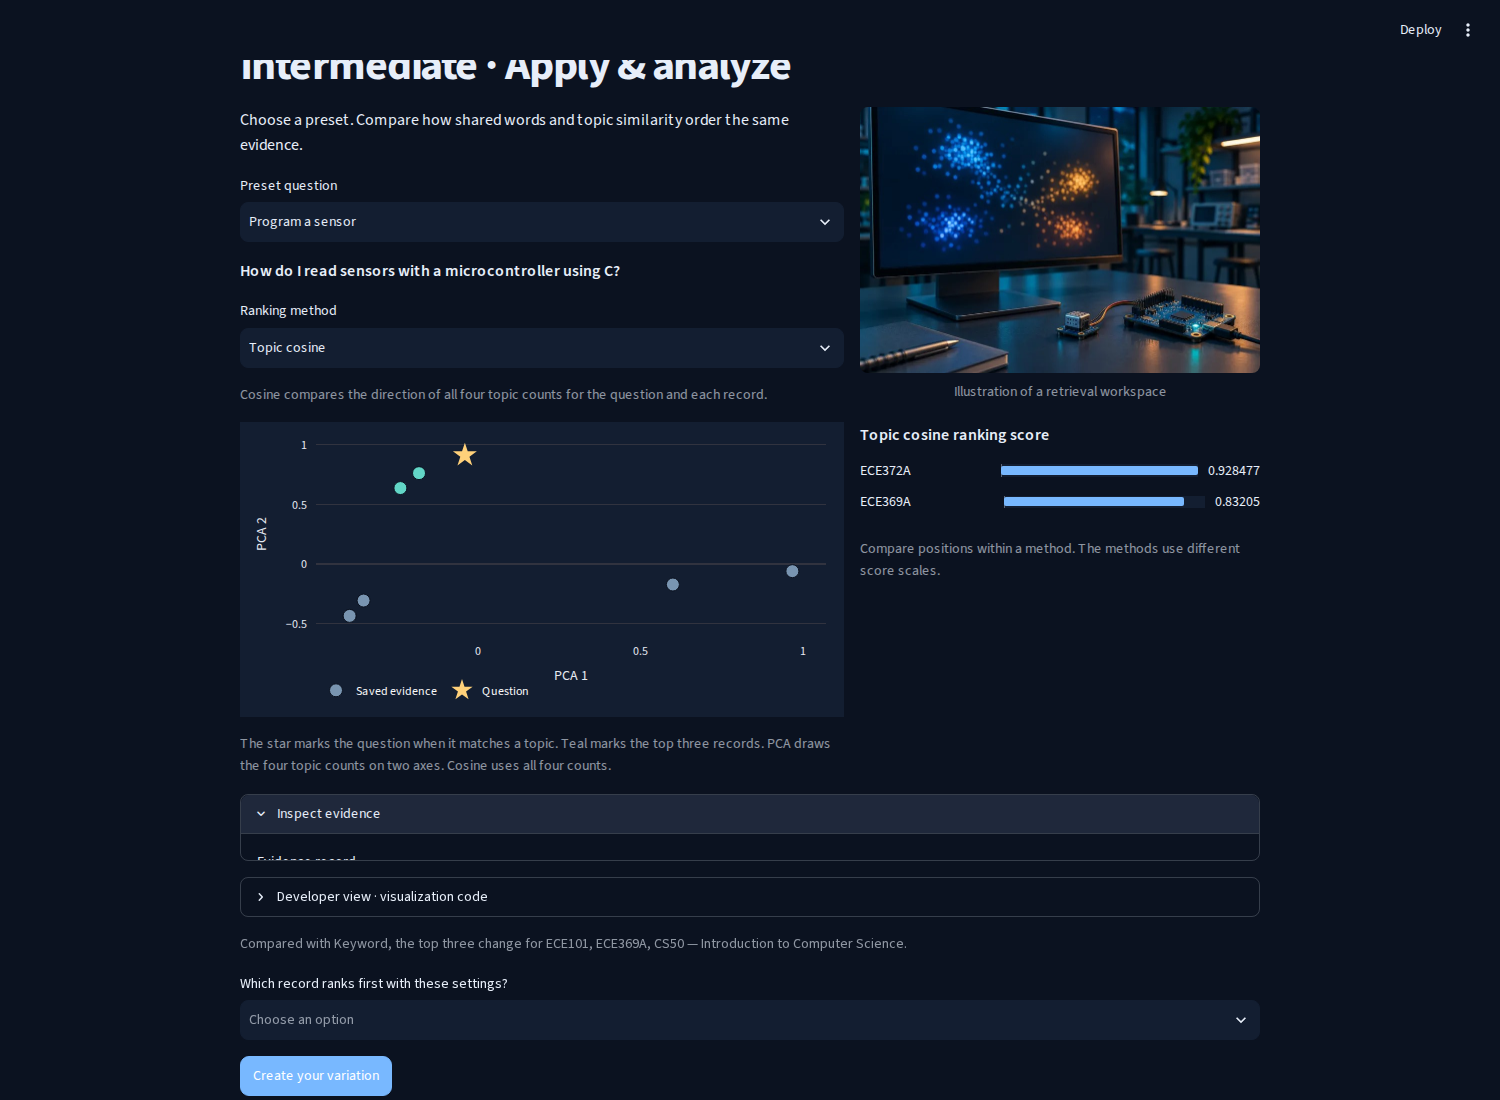 Deploy
Intermediate · Apply & analyze
Choose a preset. Compare how shared words and topic similarity order the same
evidence.
Preset question
Program a sensor
How do I read sensors with a microcontroller using C?
Ranking method
Topic cosine
Cosine compares the direction of all four topic counts for the question and each record.
Illustration of a retrieval workspace
Topic cosine ranking score
ECE372A 0.928477
ECE369A 0.83205
Compare positions within a method. The methods use different
score scales.
1
0.5
0
−0.5
PCA 2
0 0.5 1
PCA 1
Saved evidence Question
The star marks the question when it matches a topic. Teal marks the top three records. PCA draws
the four topic counts on two axes. Cosine uses all four counts.
Inspect evidence
Evidence record
Developer view · visualization code
Compared with Keyword, the top three change for ECE101, ECE369A, CS50 — Introduction to Computer Science.
Which record ranks first with these settings?
Choose an option
Create your variation